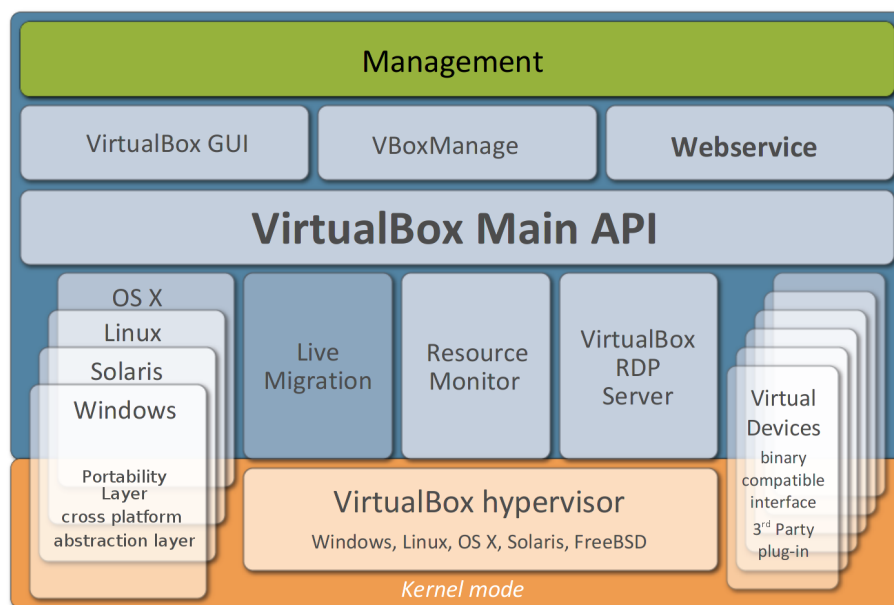 Management
VirtualBox GUI
VBoxManage
Webservice
VirtualBox Main API
OS X
Linux
Solaris
Windows
Portability
Layer
cross platform
abstraction layer
Live
Migration
Resource
Monitor
VirtualBox
RDP
Server
Virtual
Devices
binary
compatible
interface
3rd Party
plug-in
VirtualBox hypervisor
Windows, Linux, OS X, Solaris, FreeBSD
Kernel mode